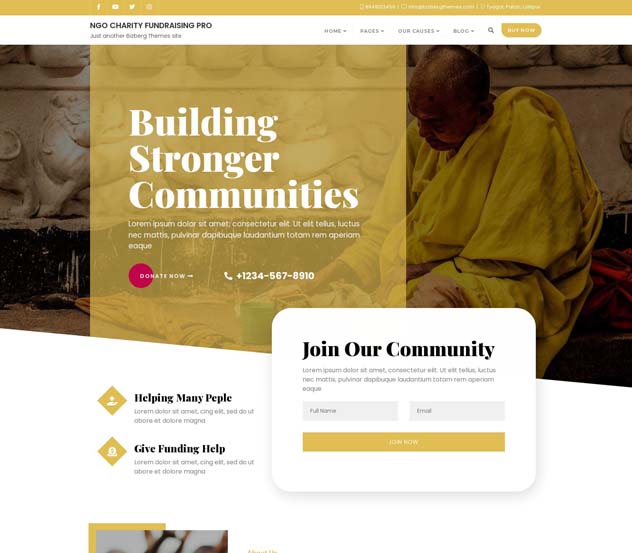 9849203456 | info@bizbergthemes.com | Tyagal, Patan, Lalitpur
NGO CHARITY FUNDRAISING PRO
Just another Bizberg Themes site
HOME PAGES OUR CAUSES BLOG BUY NOW
Building
Stronger
Communities
Lorem ipsum dolor sit amet, consectetur elit. Ut elit tellus, luctus
nec mattis, pulvinar dapibusque laudantium totam rem aperiam
eaque
DONATE NOW
+1234-567-8910
Join Our Community
Lorem ipsum dolor sit amet, consectetur elit. Ut elit tellus, luctus
nec mattis, pulvinar dapibusque laudantium totam rem aperiam
eaque
Full Name Email
JOIN NOW
Helping Many Peple
Lorem dolor sit amet, cing elit, sed do ut
abore et dolore magna
Give Funding Help
Lorem dolor sit amet, cing elit, sed do ut
abore et dolore magna
About Us